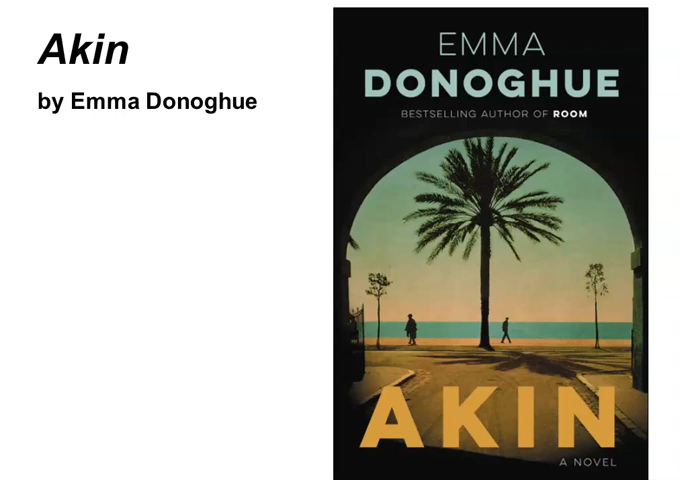 Akin
by Emma Donoghue
EMMA
DONOGHUE
BESTSELLING AUTHOR OF ROOM
AKIN
A NOVEL